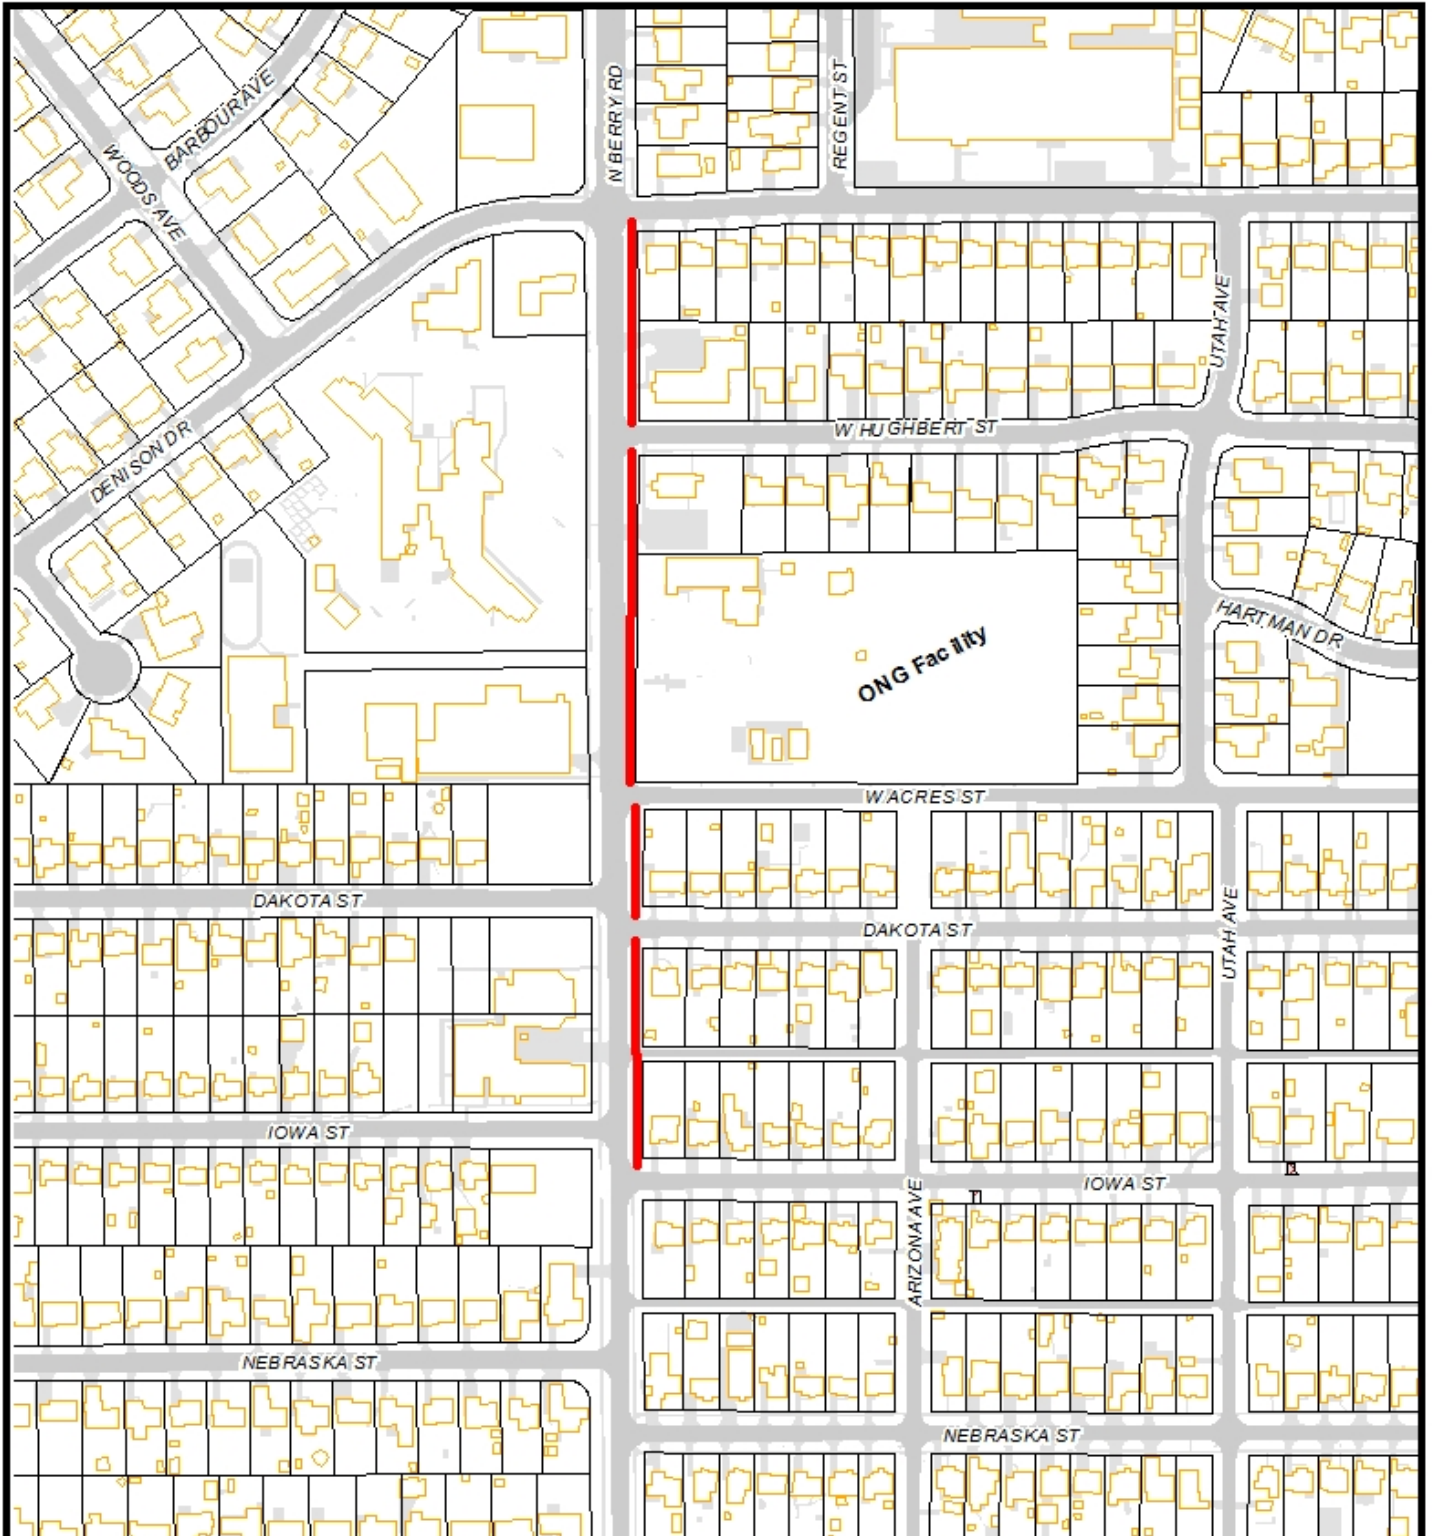 N BERRY RD
REGENT ST
BARBOUR AVE
WOODS AVE
UTAH AVE
DENISON DR
W HUGHBERT ST
HARTMAN DR
ONG Facility
W ACRES ST
DAKOTA ST
DAKOTA ST
UTAH AVE
IOWA ST
IOWA ST
ARIZONA AVE
NEBRASKA ST
NEBRASKA ST